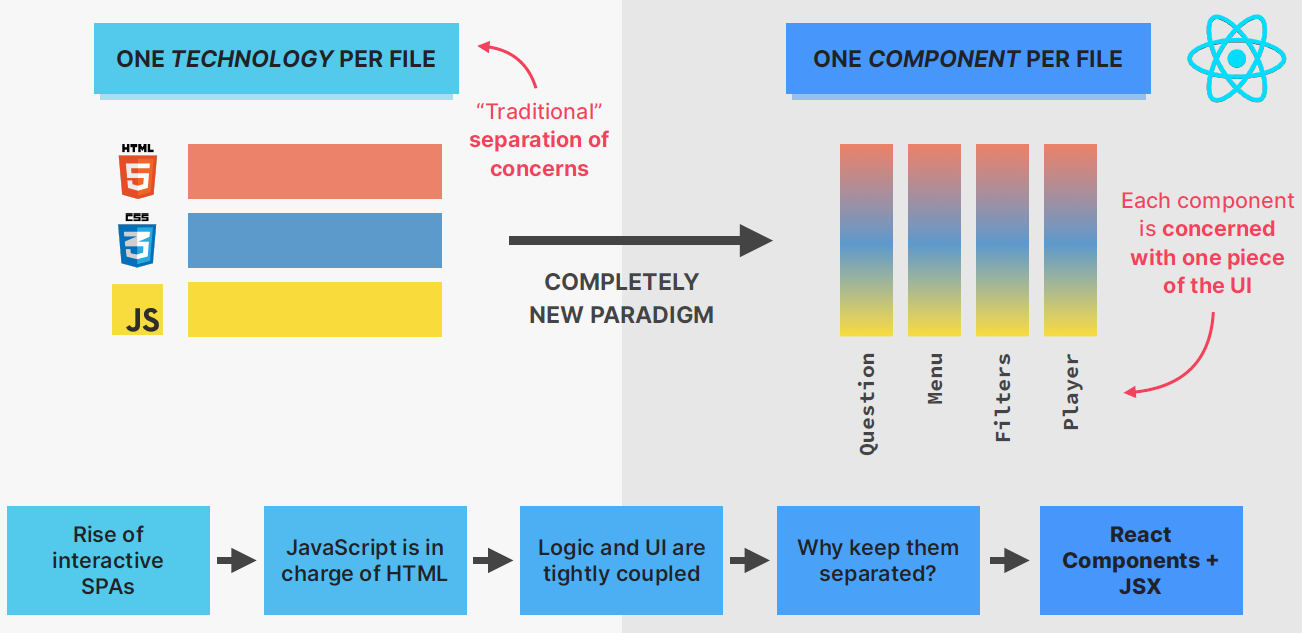 ONE TECHNOLOGY PER FILE
“Traditional”
separation of
concerns
HTML
5
CSS
3
JS
COMPLETELY
NEW PARADIGM
ONE COMPONENT PER FILE
Each component
is concerned
with one piece
of the UI
Question
Menu
Filters
Player
Rise of
interactive
SPAs
JavaScript is in
charge of HTML
Logic and UI are
tightly coupled
Why keep them
separated?
React
Components +
JSX